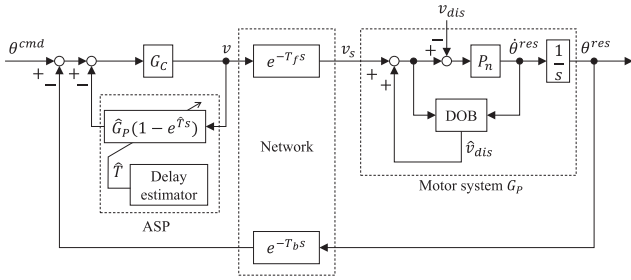 v_dis
θ^cmd
+
−
+
−
G_C
v
e^{−T_f s}
v_s
+
+
−
+
P_n
θ̇^res
1/s
θ^res
Ĝ_P(1 − e^{T̂s})
DOB
v̂_dis
T̂
Delay
estimator
ASP
Network
Motor system G_P
e^{−T_b s}